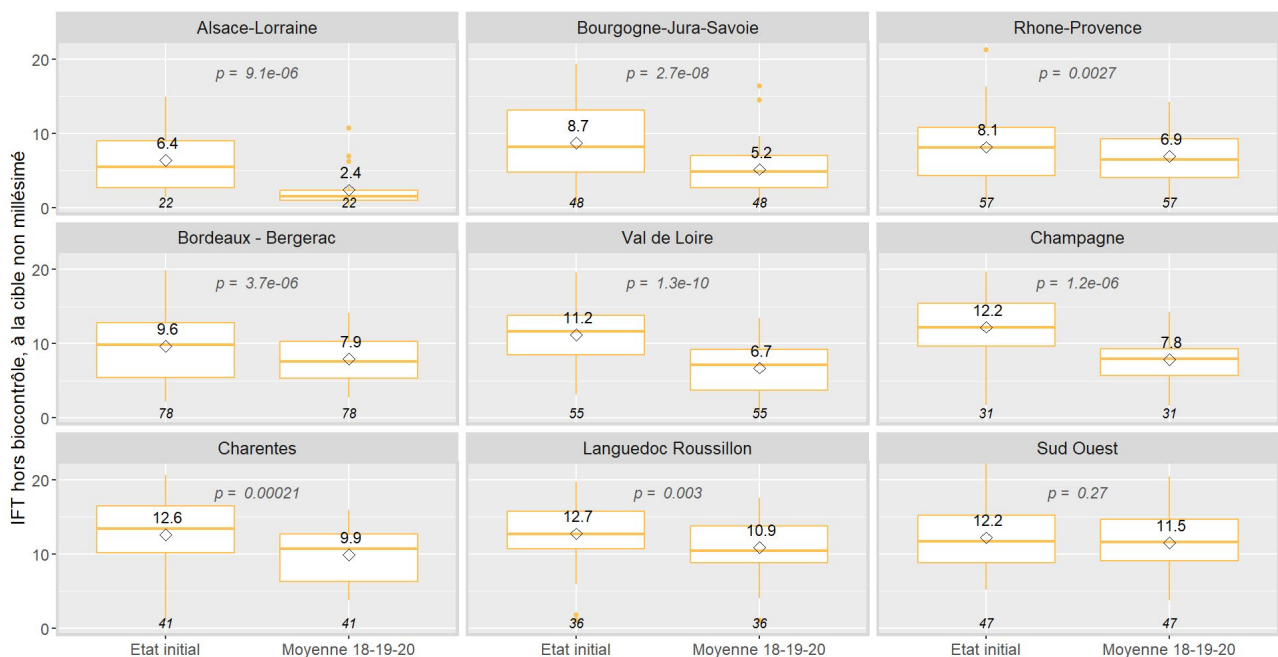 Alsace-Lorraine
Bourgogne-Jura-Savoie
Rhone-Provence
IFT hors biocontrôle, à la cible non millésimé
20
10
0
p = 9.1e-06
6.4
2.4
22
22
p = 2.7e-08
8.7
5.2
48
48
p = 0.0027
8.1
6.9
57
57
Bordeaux - Bergerac
Val de Loire
Champagne
20
10
0
p = 3.7e-06
9.6
7.9
78
78
p = 1.3e-10
11.2
6.7
55
55
p = 1.2e-06
12.2
7.8
31
31
Charentes
Languedoc Roussillon
Sud Ouest
20
10
0
p = 0.00021
12.6
9.9
41
41
p = 0.003
12.7
10.9
36
36
p = 0.27
12.2
11.5
47
47
Etat initial
Moyenne 18-19-20
Etat initial
Moyenne 18-19-20
Etat initial
Moyenne 18-19-20